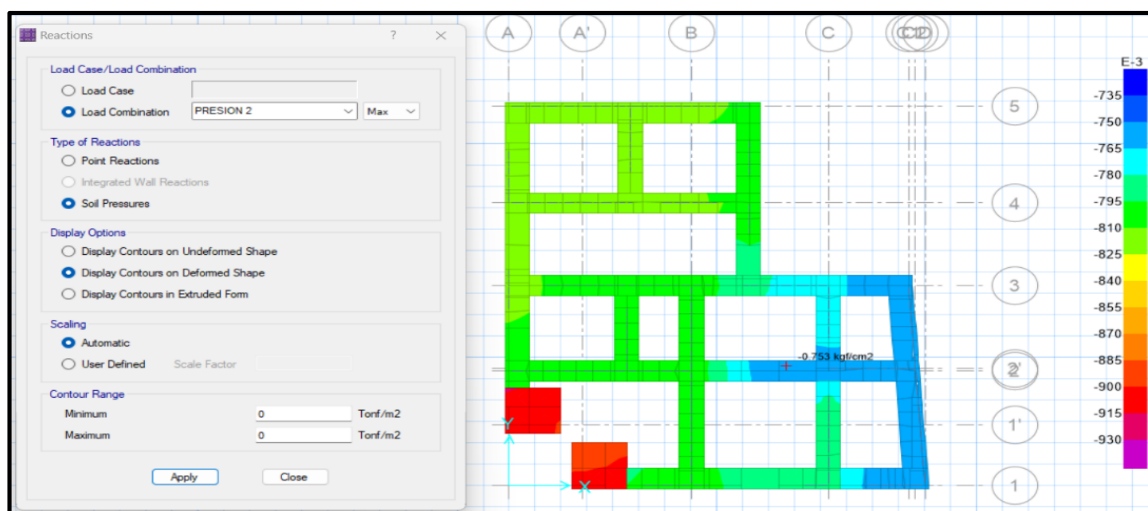 Reactions ? ×
Load Case/Load Combination
Load Case
Load Combination PRESION 2 Max
Type of Reactions
Point Reactions
Integrated Wall Reactions
Soil Pressures
Display Options
Display Contours on Undeformed Shape
Display Contours on Deformed Shape
Display Contours in Extruded Form
Scaling
Automatic
User Defined Scale Factor
Contour Range
Minimum 0 Tonf/m2
Maximum 0 Tonf/m2
Apply Close
A A' B C
5
4
3
1'
1
-0.753 kgf/cm2
Y
X
E-3
-735
-750
-765
-780
-795
-810
-825
-840
-855
-870
-885
-900
-915
-930